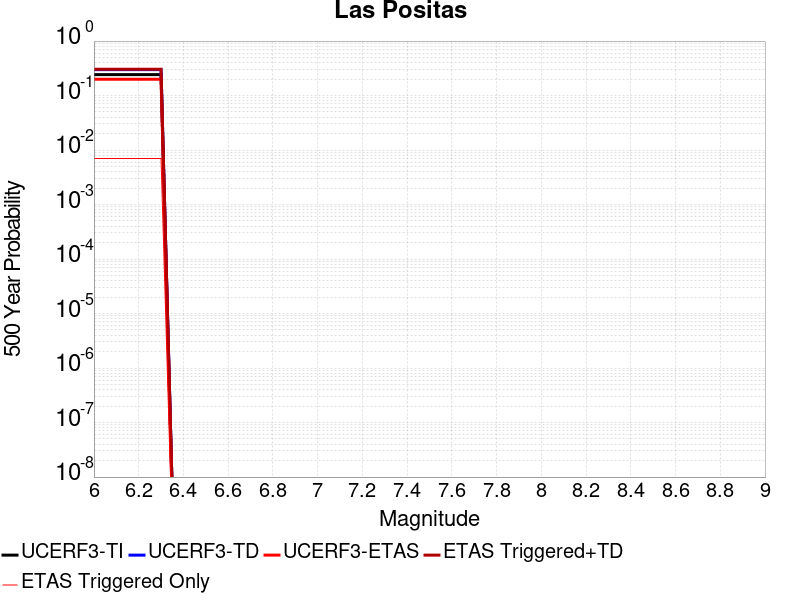 Las Positas
10^0
10^-1
10^-2
10^-3
10^-4
10^-5
10^-6
10^-7
10^-8
500 Year Probability
6 6.2 6.4 6.6 6.8 7 7.2 7.4 7.6 7.8 8 8.2 8.4 8.6 8.8 9
Magnitude
UCERF3-TI UCERF3-TD UCERF3-ETAS ETAS Triggered+TD
ETAS Triggered Only